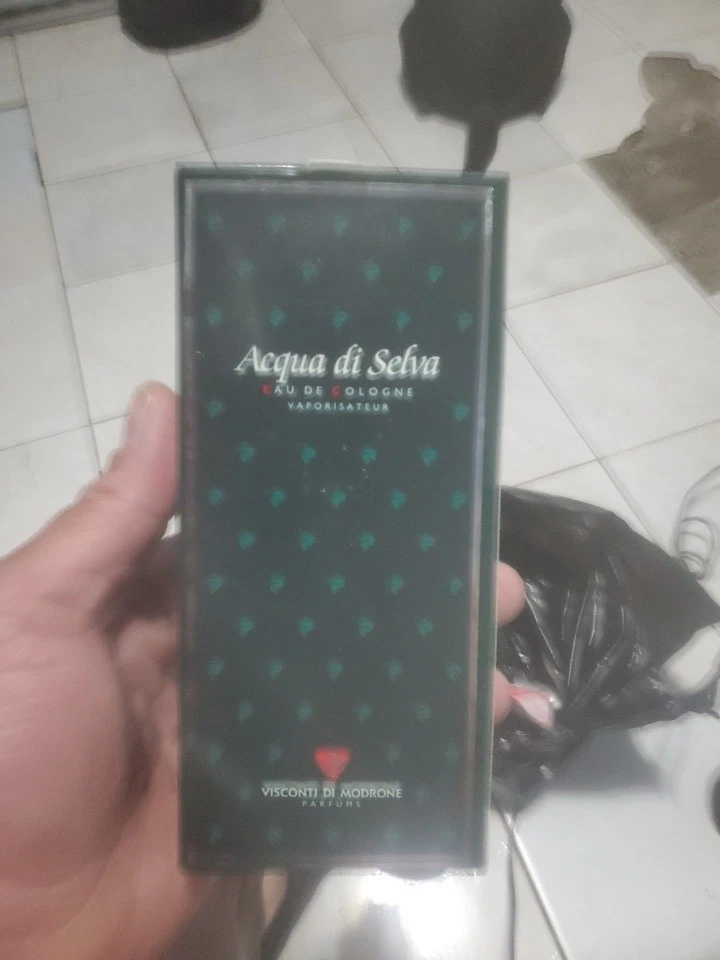 Acqua di Selva
EAU DE COLOGNE
VAPORISATEUR
VISCONTI DI MODRONE
PARFUMS